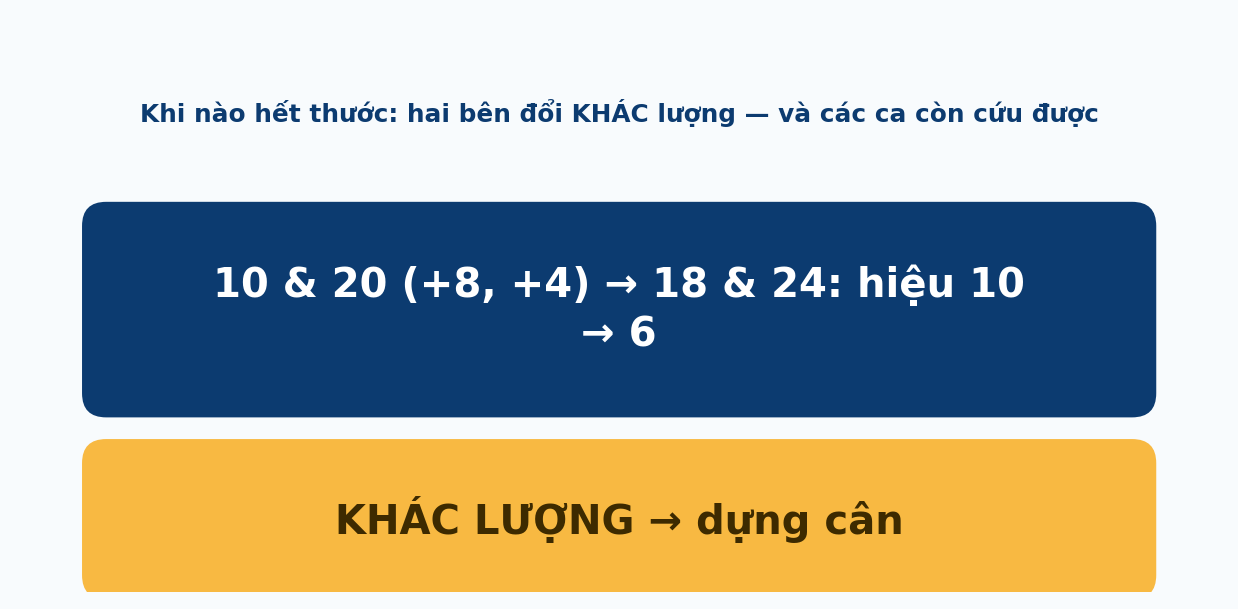 Khi nào hết thước: hai bên đổi KHÁC lượng — và các ca còn cứu được
10 & 20 (+8, +4) → 18 & 24: hiệu 10
→ 6
KHÁC LƯỢNG → dựng cân